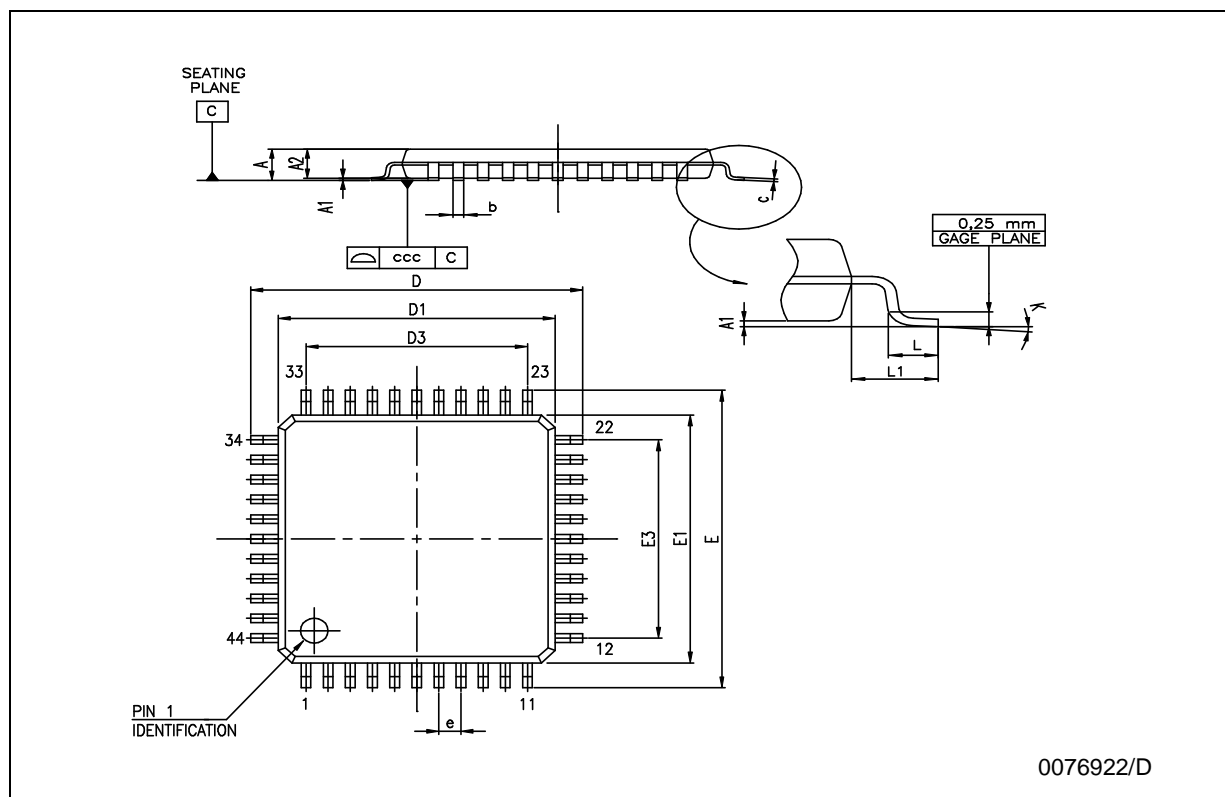 SEATING
PLANE
C
A
A2
A1
b
c
ccc C
0,25 mm
GAGE PLANE
A1
K
L
L1
D
D1
D3
33
23
34
22
E3
E1
E
44
12
1
11
e
PIN 1
IDENTIFICATION
0076922/D